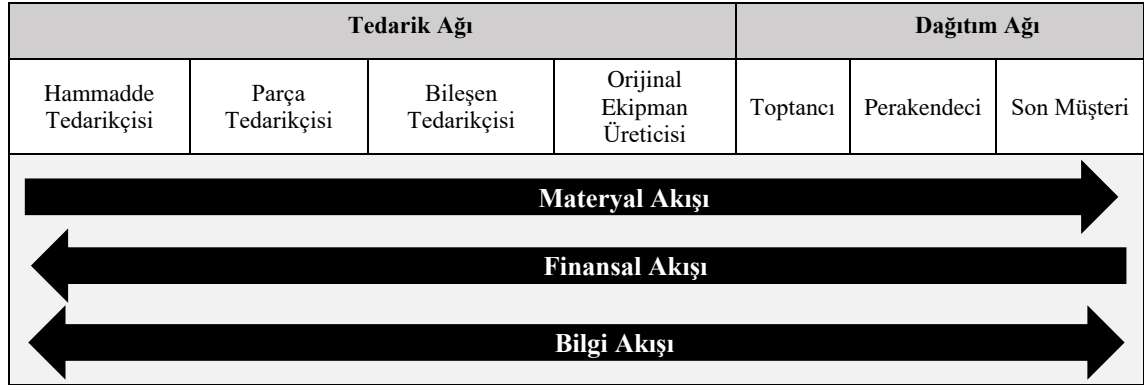 Tedarik Ağı
Dağıtım Ağı
Hammadde
Tedarikçisi
Parça
Tedarikçisi
Bileşen
Tedarikçisi
Orijinal
Ekipman
Üreticisi
Toptancı
Perakendeci
Son Müşteri
Materyal Akışı
Finansal Akışı
Bilgi Akışı